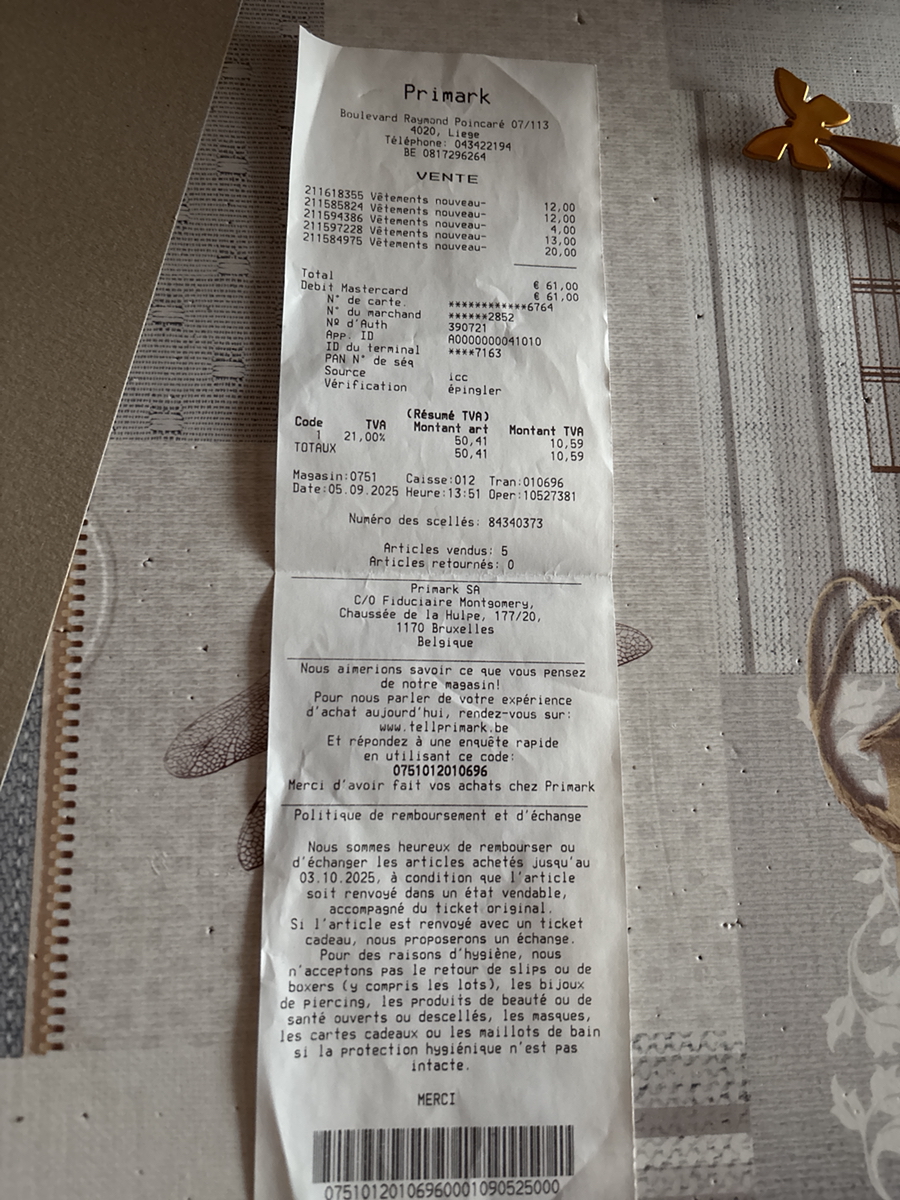 Primark
Boulevard Raymond Poincaré 07/113
4020, Liege
Téléphone: 043422194
BE 0817296264
VENTE
211618355 Vêtements nouveau- 12,00
211585824 Vêtements nouveau- 12,00
211594386 Vêtements nouveau- 4,00
211597228 Vêtements nouveau- 13,00
211584975 Vêtements nouveau- 20,00
Total € 61,00
Debit Mastercard € 61,00
N° de carte. ************6764
N° du marchand ******2852
Nº d'Auth 390721
App. ID A0000000041010
ID du terminal ****7163
PAN N° de séq
Source icc
Vérification épingler
(Résumé TVA)
Code TVA Montant art Montant TVA
1 21,00% 50,41 10,59
TOTAUX 50,41 10,59
Magasin:0751 Caisse:012 Tran:010696
Date:05.09.2025 Heure:13:51 Oper:10527381
Numéro des scellés: 84340373
Articles vendus: 5
Articles retournés: 0
Primark SA
C/O Fiduciaire Montgomery,
Chaussée de la Hulpe, 177/20,
1170 Bruxelles
Belgique
Nous aimerions savoir ce que vous pensez
de notre magasin!
Pour nous parler de votre expérience
d'achat aujourd'hui, rendez-vous sur:
www.tellprimark.be
Et répondez à une enquête rapide
en utilisant ce code:
0751012010696
Merci d'avoir fait vos achats chez Primark
Politique de remboursement et d'échange
Nous sommes heureux de rembourser ou
d'échanger les articles achetés jusqu'au
03.10.2025, à condition que l'article
soit renvoyé dans un état vendable,
accompagné du ticket original.
Si l'article est renvoyé avec un ticket
cadeau, nous proposerons un échange.
Pour des raisons d'hygiène, nous
n'acceptons pas le retour de slips ou de
boxers (y compris les lots), les bijoux
de piercing, les produits de beauté ou de
santé ouverts ou descellés, les masques,
les cartes cadeaux ou les maillots de bain
si la protection hygiénique n'est pas
intacte.
MERCI
07510120106960001090525000